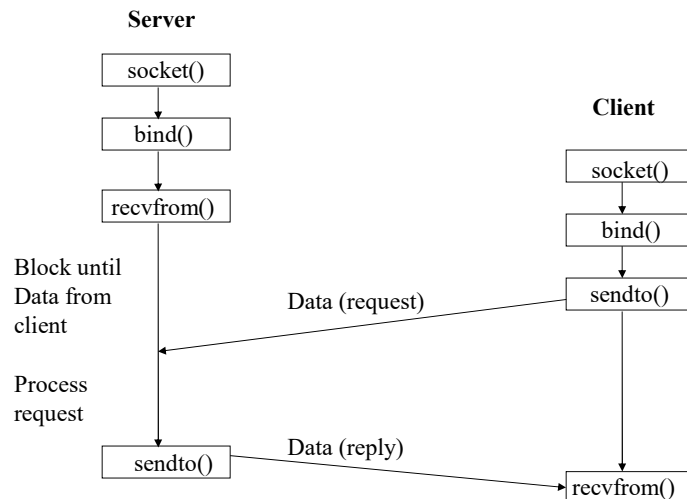 Server
socket()
bind()
recvfrom()
Block until
Data from
client
Process
request
sendto()
Data (request)
Data (reply)
Client
socket()
bind()
sendto()
recvfrom()